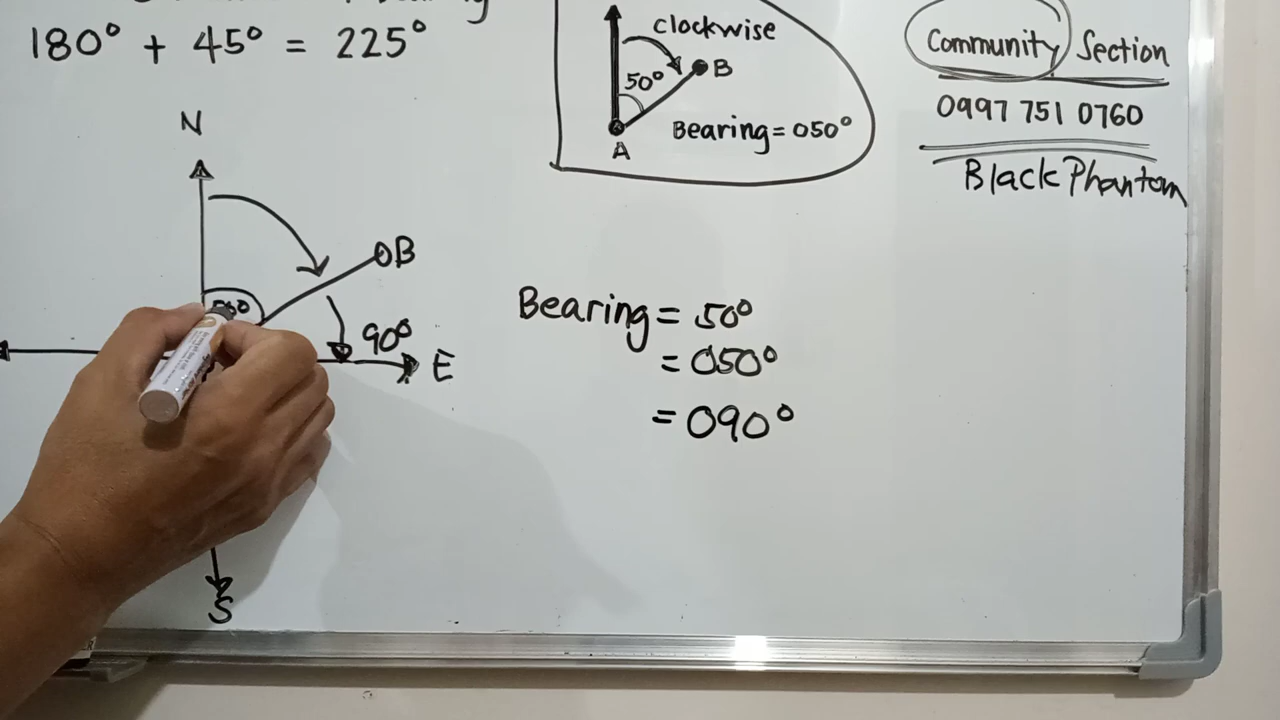 180° + 45° = 225°
clockwise
50°
B
A
Bearing = 050°
Community Section
0997 751 0760
Black Phantom
N
B
90°
E
S
Bearing = 50°
= 050°
= 090°